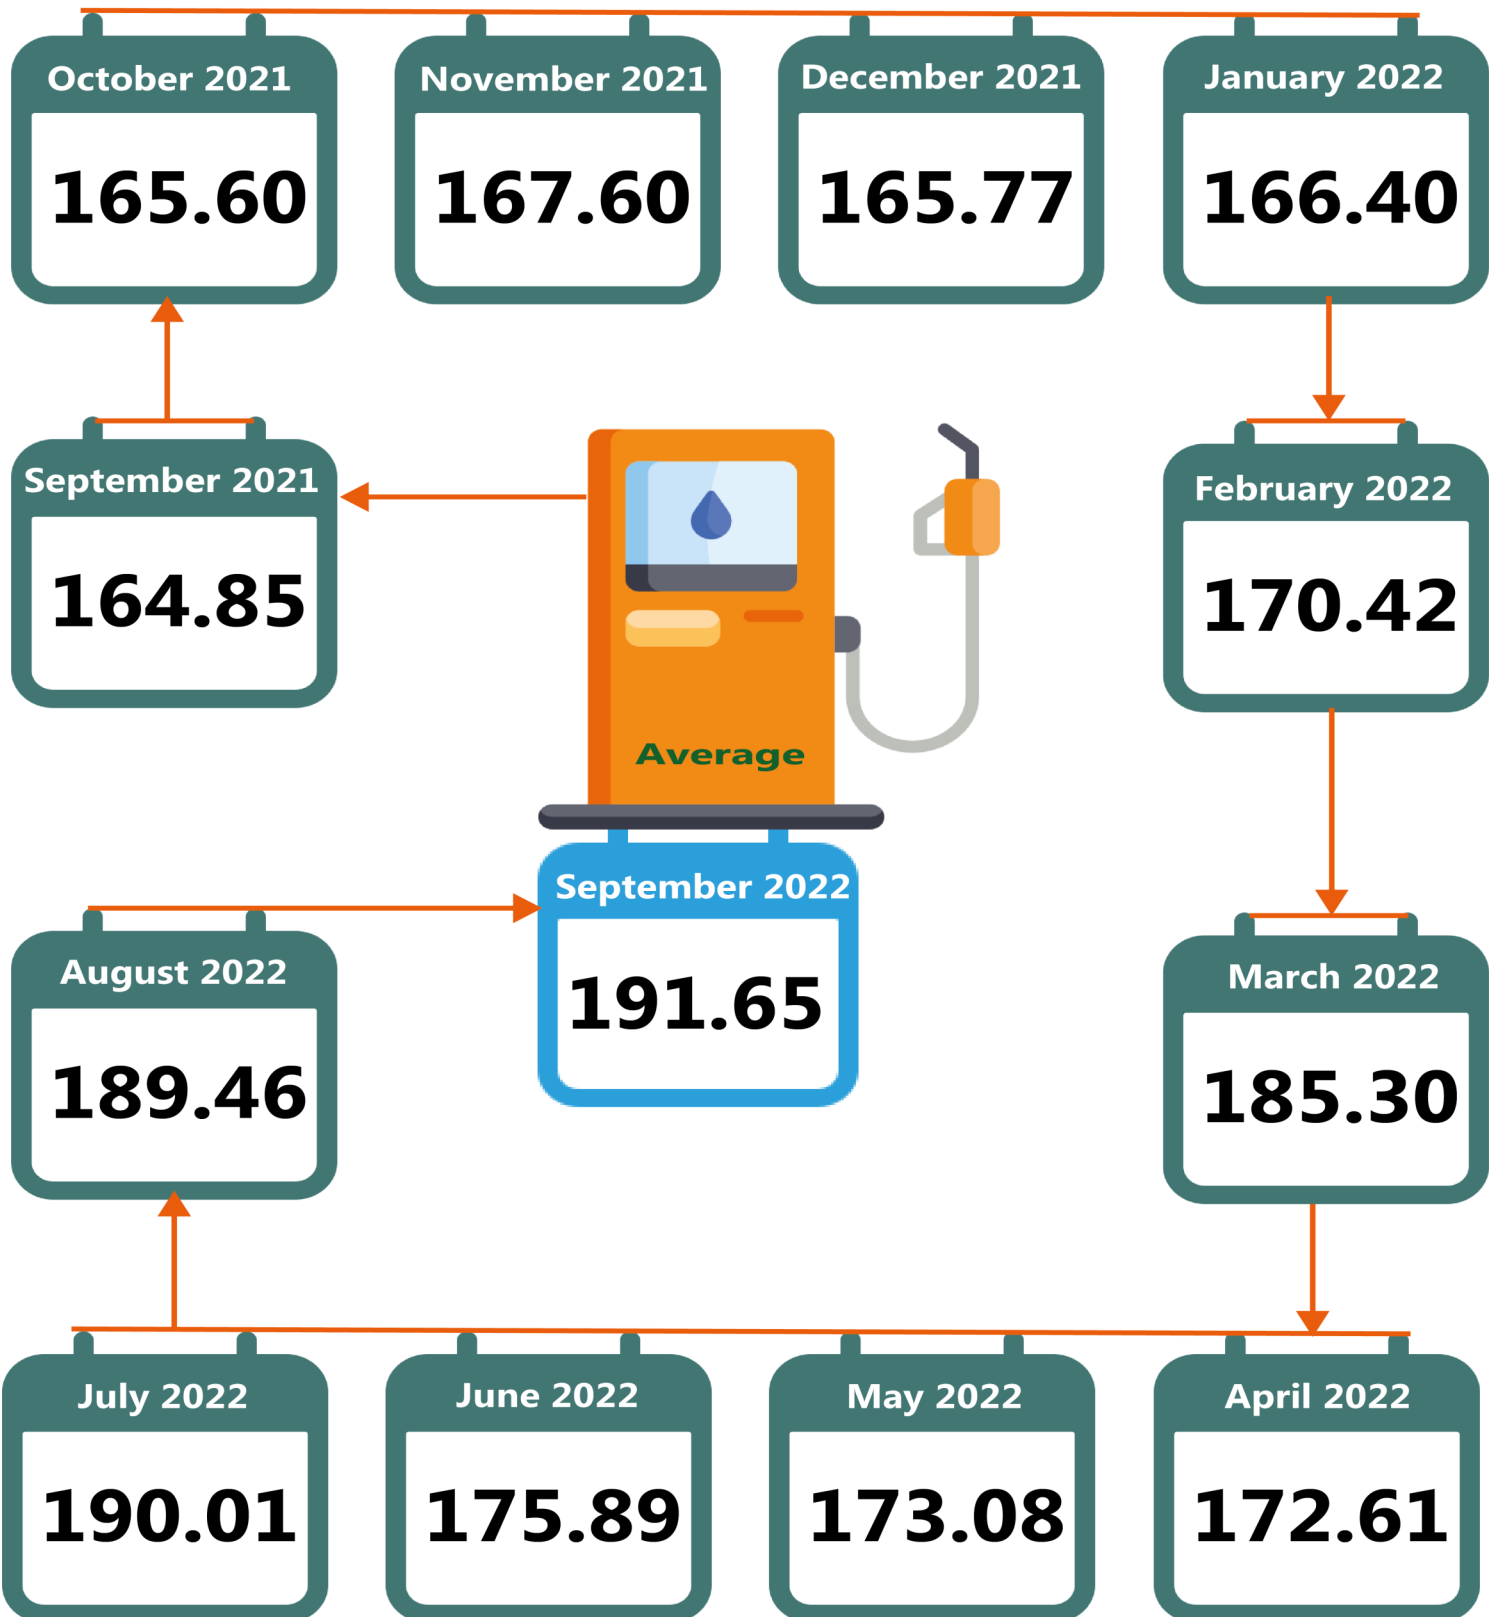 October 2021
165.60
November 2021
167.60
December 2021
165.77
January 2022
166.40
September 2021
164.85
February 2022
170.42
Average
September 2022
191.65
August 2022
189.46
March 2022
185.30
July 2022
190.01
June 2022
175.89
May 2022
173.08
April 2022
172.61